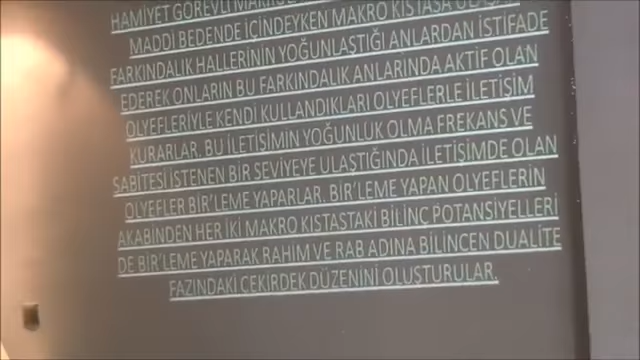 HAMİYET GÖREVLİ
MADDİ BEDENDE İÇİNDEYKEN MAKRO KISTASA
FARKINDALIK HALLERİNİN YOĞUNLAŞTIĞI ANLARDAN İSTİFADE
EDEREK ONLARIN BU FARKINDALIK ANLARINDA AKTİF OLAN
OLYEFLERİYLE KENDİ KULLANDIKLARI OLYEFLERLE İLETİŞİM
KURARLAR. BU İLETİŞİMİN YOĞUNLUK OLMA FREKANS VE
SABİTESİ İSTENEN BİR SEVİYEYE ULAŞTIĞINDA İLETİŞİMDE OLAN
OLYEFLER BİR'LEME YAPARLAR. BİR'LEME YAPAN OLYEFLERİN
AKABİNDEN HER İKİ MAKRO KISTASTAKİ BİLİNÇ POTANSİYELLERİ
DE BİR'LEME YAPARAK RAHIM VE RAB ADINA BİLİNCEN DUALİTE
FAZINDAKİ ÇEKİRDEK DÜZENİNİ OLUŞTURULAR.